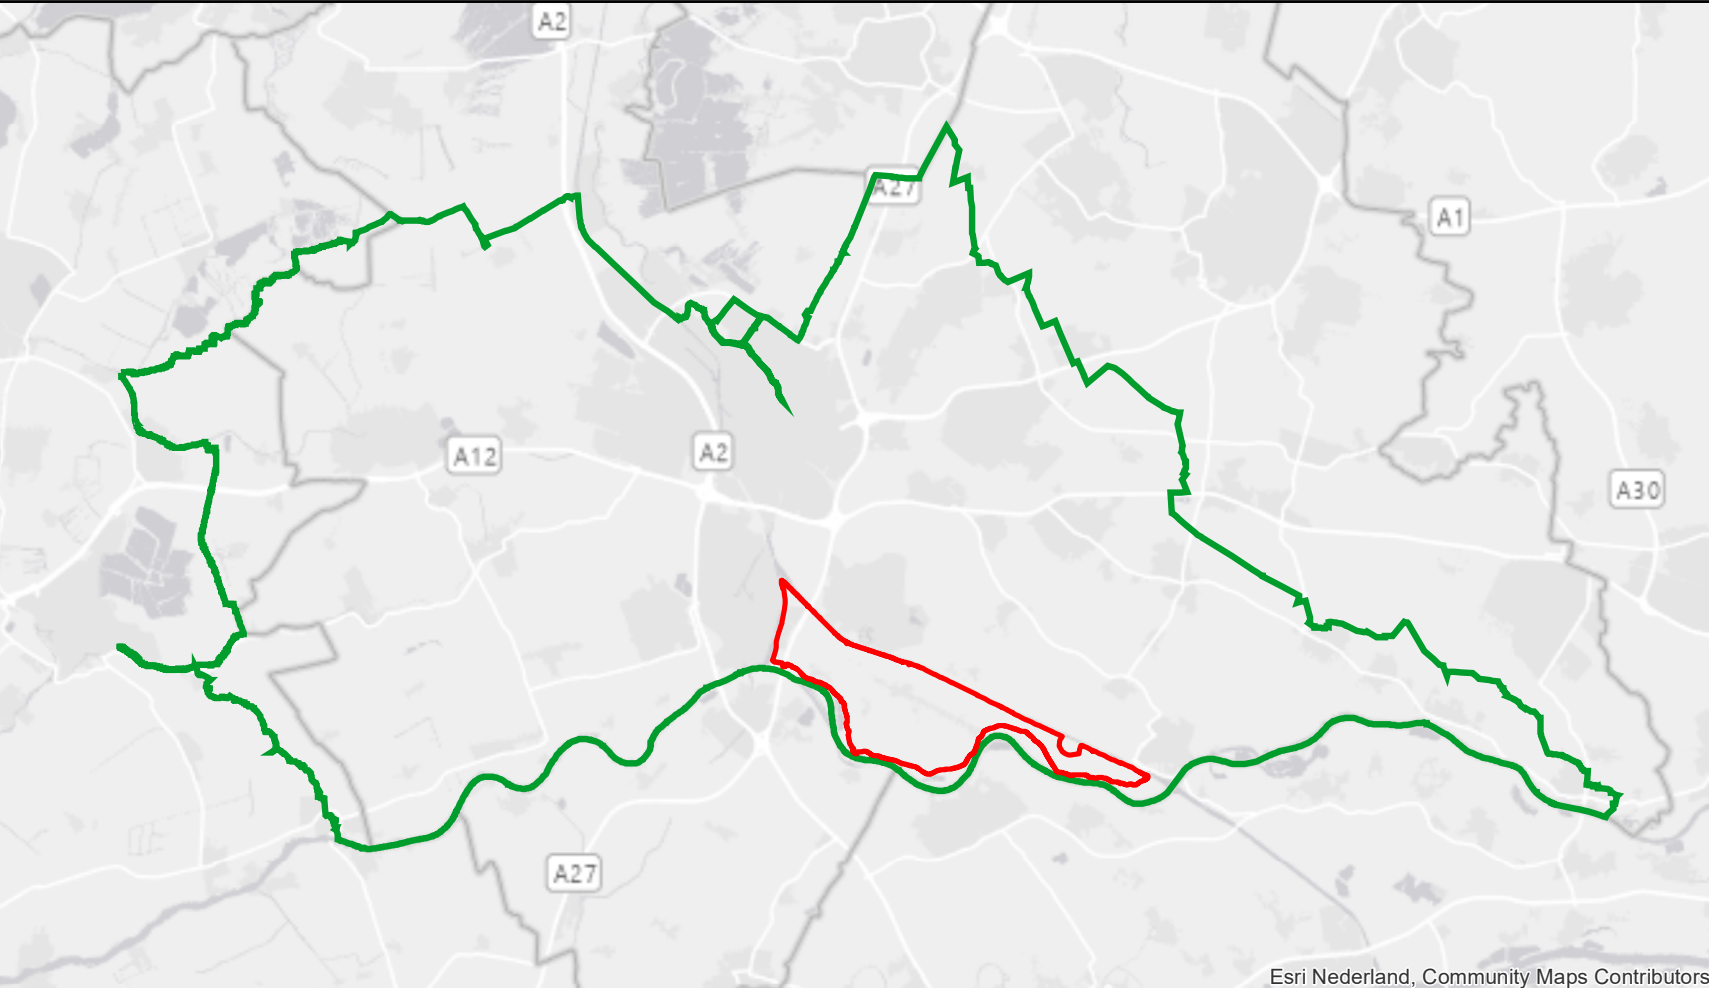 A2
A27
A1
A12
A2
A30
A27
Esri Nederland, Community Maps Contributors